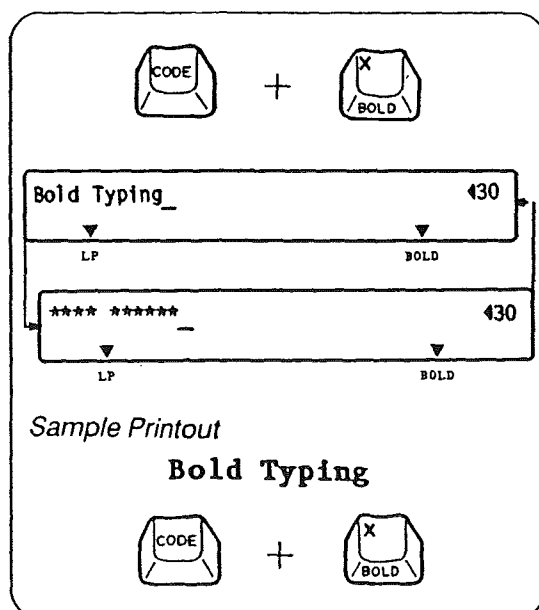 CODE + X BOLD
Bold Typing_ 30
LP BOLD
**** ******_ 30
LP BOLD
Sample Printout
Bold Typing
CODE + X BOLD